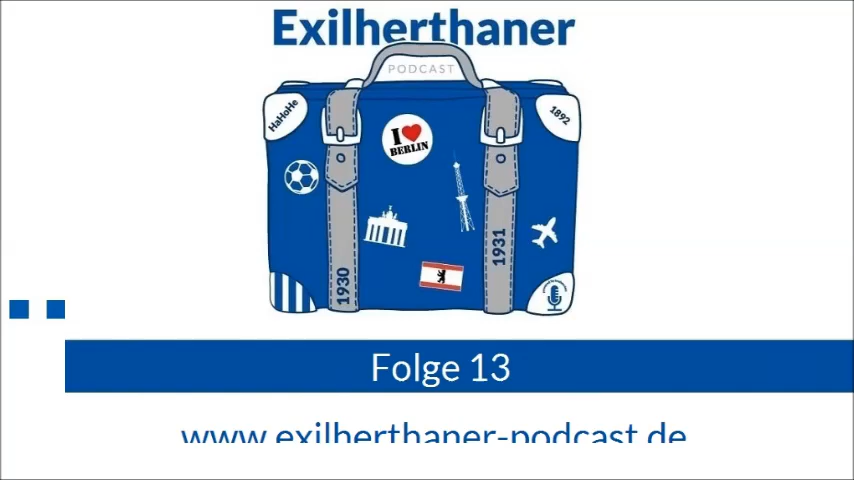 Exilherthaner
PODCAST
HaHoHe
1892
I ❤
BERLIN
1931
1930
Folge 13
www.exilherthaner-podcast.de